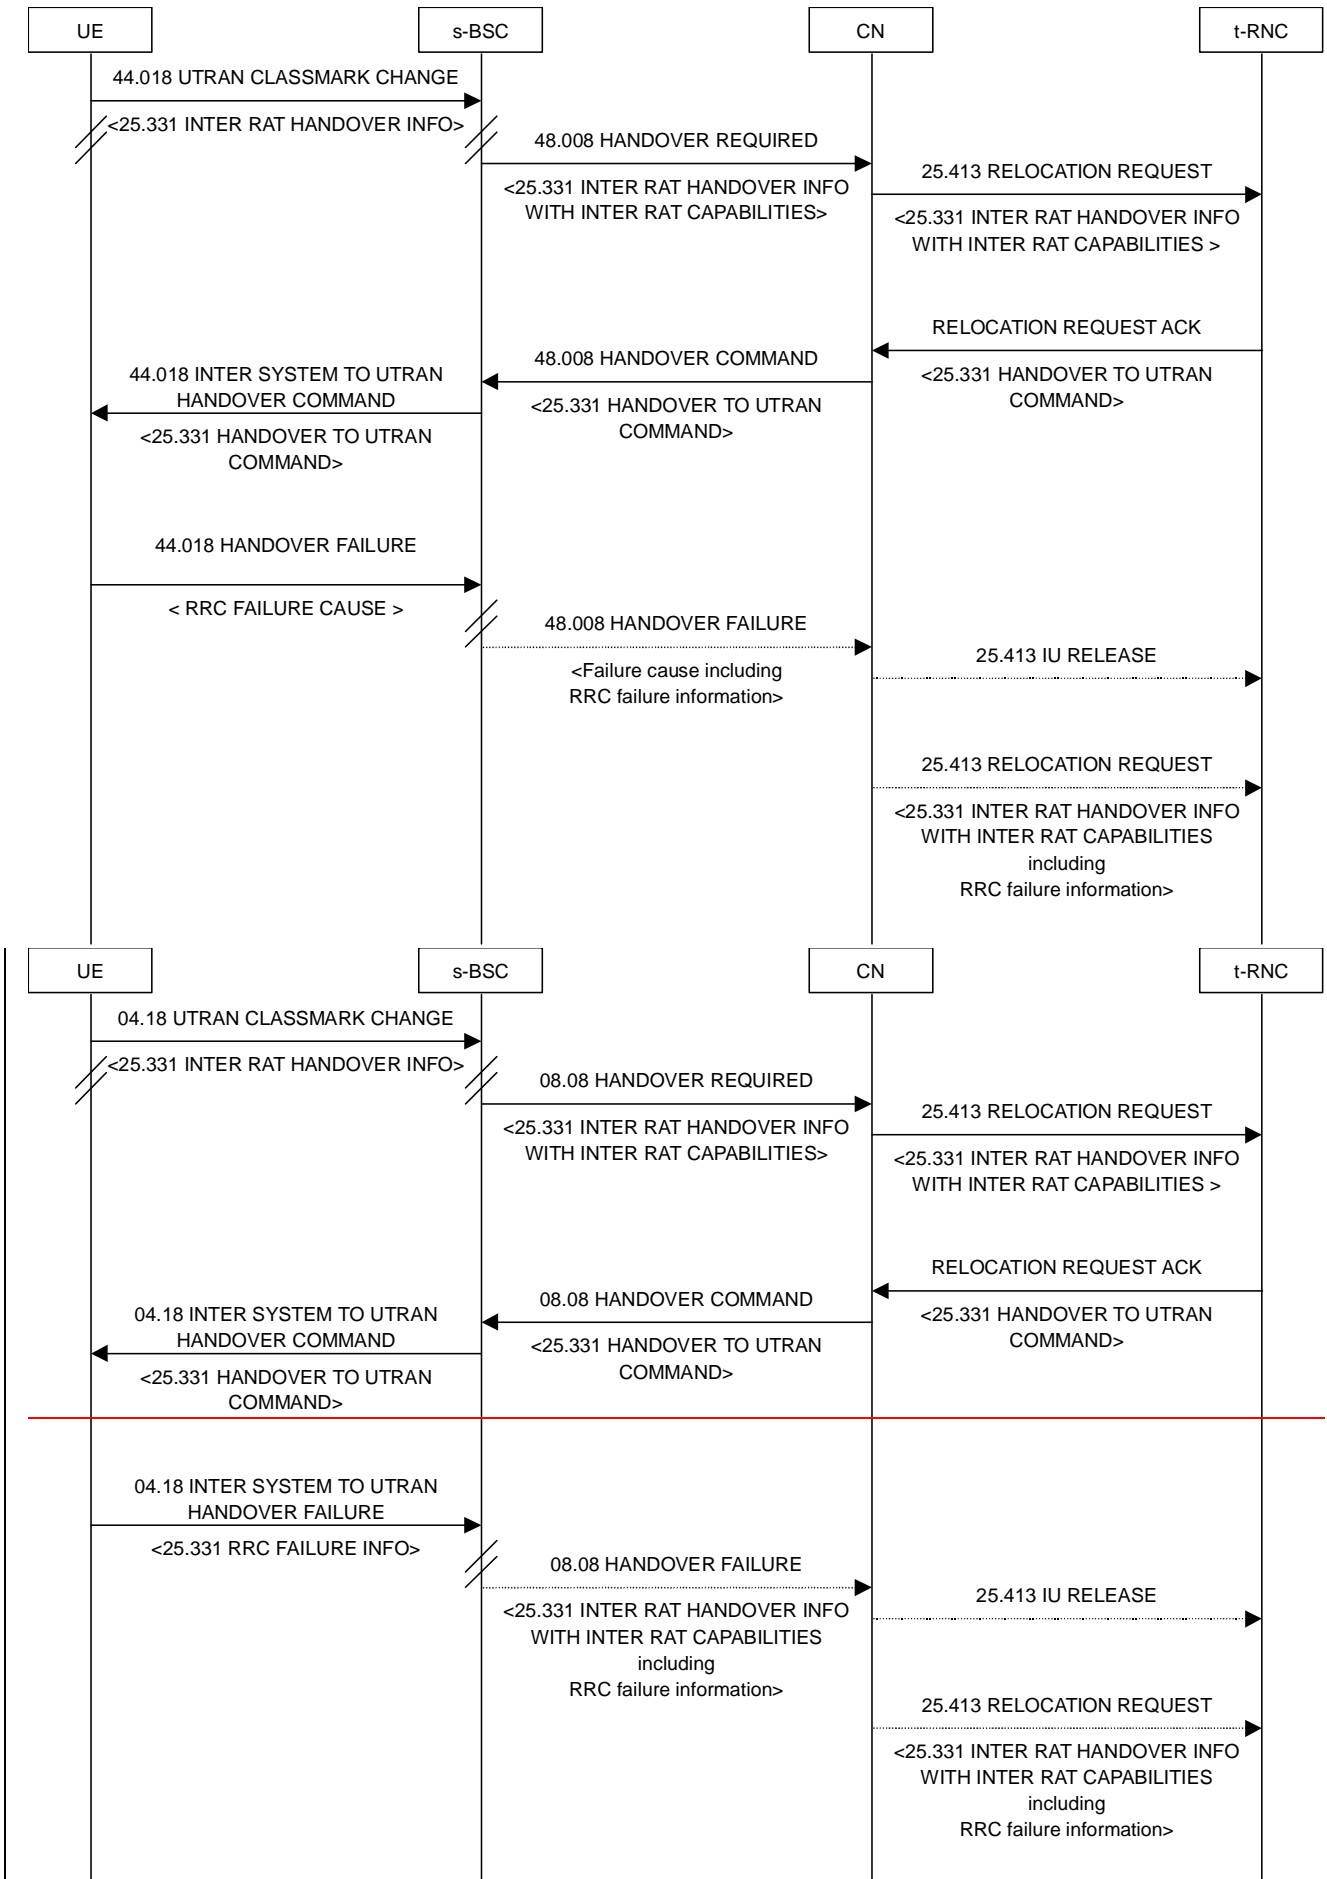 UE
s-BSC
CN
t-RNC
44.018 UTRAN CLASSMARK CHANGE
<25.331 INTER RAT HANDOVER INFO>
48.008 HANDOVER REQUIRED
<25.331 INTER RAT HANDOVER INFO
WITH INTER RAT CAPABILITIES>
25.413 RELOCATION REQUEST
<25.331 INTER RAT HANDOVER INFO
WITH INTER RAT CAPABILITIES >
RELOCATION REQUEST ACK
<25.331 HANDOVER TO UTRAN
COMMAND>
48.008 HANDOVER COMMAND
<25.331 HANDOVER TO UTRAN
COMMAND>
44.018 INTER SYSTEM TO UTRAN
HANDOVER COMMAND
<25.331 HANDOVER TO UTRAN
COMMAND>
44.018 HANDOVER FAILURE
< RRC FAILURE CAUSE >
48.008 HANDOVER FAILURE
<Failure cause including
RRC failure information>
25.413 IU RELEASE
25.413 RELOCATION REQUEST
<25.331 INTER RAT HANDOVER INFO
WITH INTER RAT CAPABILITIES
including
RRC failure information>
UE
s-BSC
CN
t-RNC
04.18 UTRAN CLASSMARK CHANGE
<25.331 INTER RAT HANDOVER INFO>
08.08 HANDOVER REQUIRED
<25.331 INTER RAT HANDOVER INFO
WITH INTER RAT CAPABILITIES>
25.413 RELOCATION REQUEST
<25.331 INTER RAT HANDOVER INFO
WITH INTER RAT CAPABILITIES >
RELOCATION REQUEST ACK
<25.331 HANDOVER TO UTRAN
COMMAND>
08.08 HANDOVER COMMAND
<25.331 HANDOVER TO UTRAN
COMMAND>
04.18 INTER SYSTEM TO UTRAN
HANDOVER COMMAND
<25.331 HANDOVER TO UTRAN
COMMAND>
04.18 INTER SYSTEM TO UTRAN
HANDOVER FAILURE
<25.331 RRC FAILURE INFO>
08.08 HANDOVER FAILURE
<25.331 INTER RAT HANDOVER INFO
WITH INTER RAT CAPABILITIES
including
RRC failure information>
25.413 IU RELEASE
25.413 RELOCATION REQUEST
<25.331 INTER RAT HANDOVER INFO
WITH INTER RAT CAPABILITIES
including
RRC failure information>